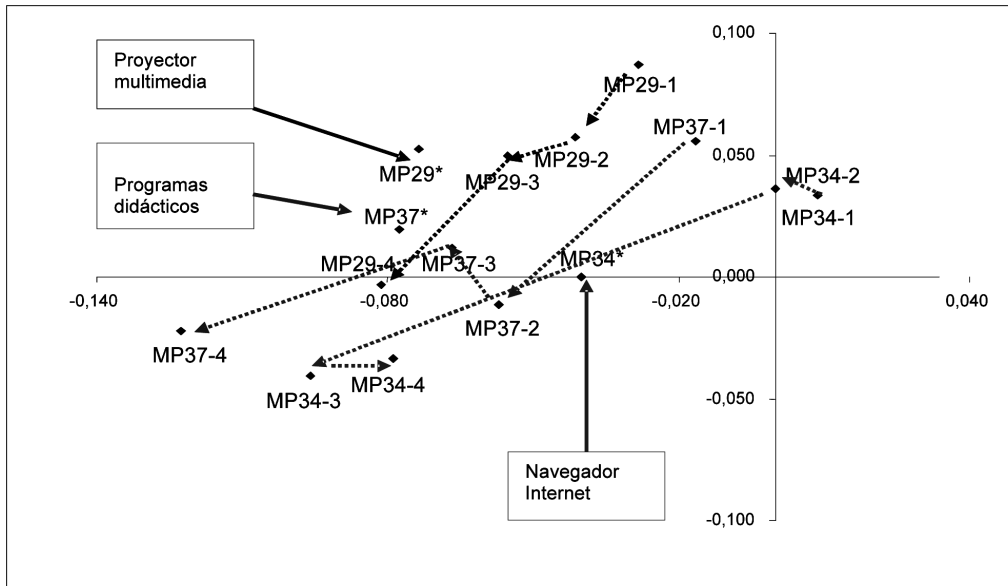 0,100
Proyector
multimedia
MP29-1
MP37-1
MP29-2
0,050
MP29*
MP29-3
MP34-2
Programas
didácticos
MP34-1
MP37*
MP29-4
MP37-3
MP34*
0,000
-0,140
-0,080
-0,020
0,040
MP37-2
MP37-4
MP34-4
MP34-3
-0,050
Navegador
Internet
-0,100